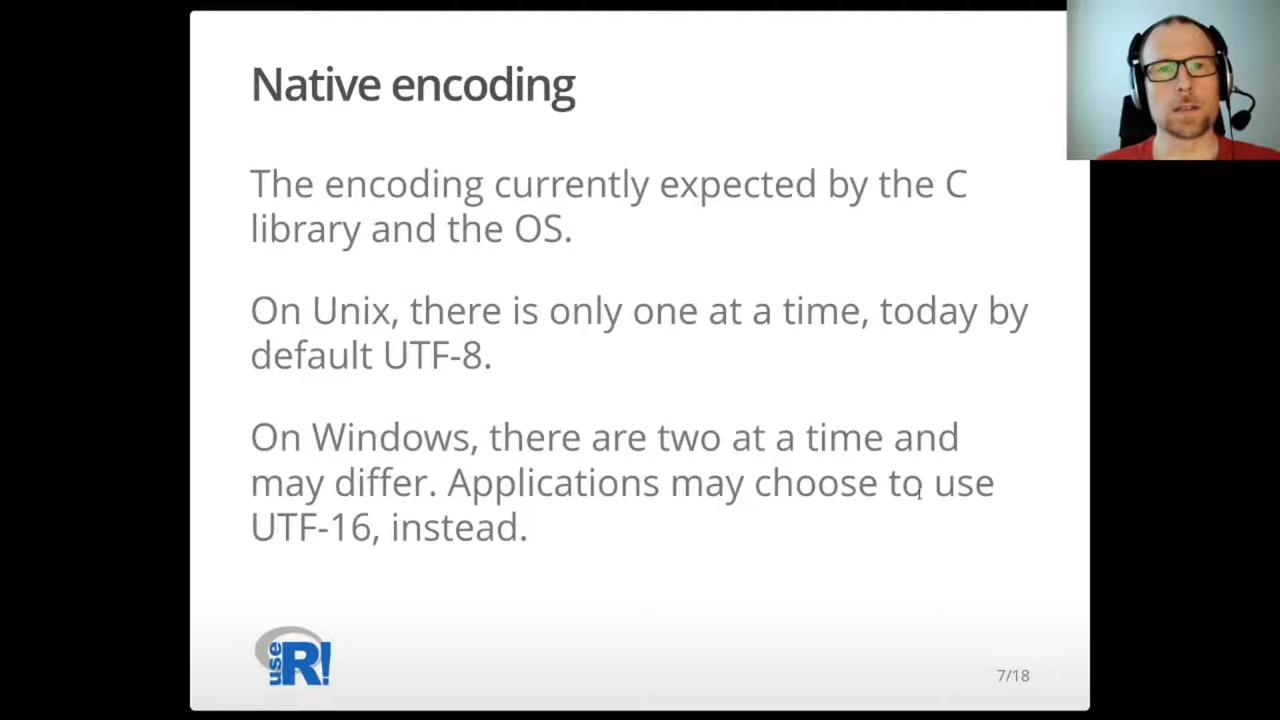 Native encoding
The encoding currently expected by the C
library and the OS.
On Unix, there is only one at a time, today by
default UTF-8.
On Windows, there are two at a time and
may differ. Applications may choose to use
UTF-16, instead.
use R!
7/18